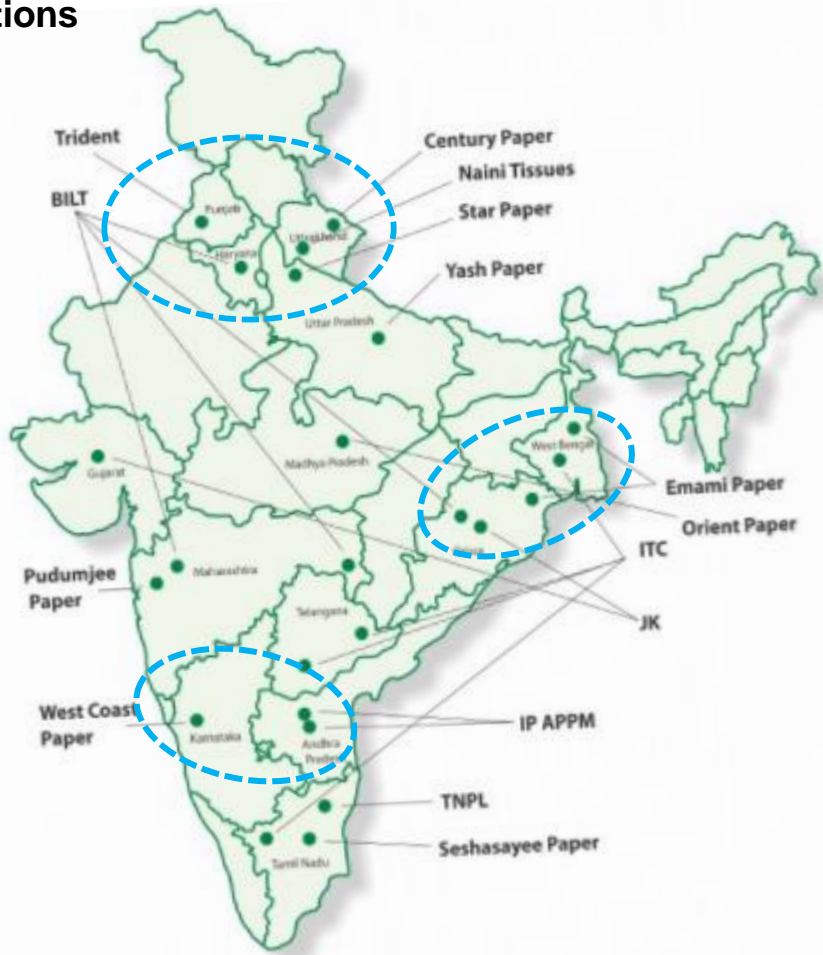 tions
Trident
Century Paper
Naini Tissues
BILT
Star Paper
Punjab
Uttrakhand
Haryana
Yash Paper
Uttar Pradesh
West Bengal
Madhya Pradesh
Gujarat
Emami Paper
Orient Paper
ITC
Pudumjee
Paper
Maharashtra
Telangana
JK
West Coast
Paper
Karnataka
IP APPM
Andhra
TNPL
Seshasayee Paper
Tamil Nadu